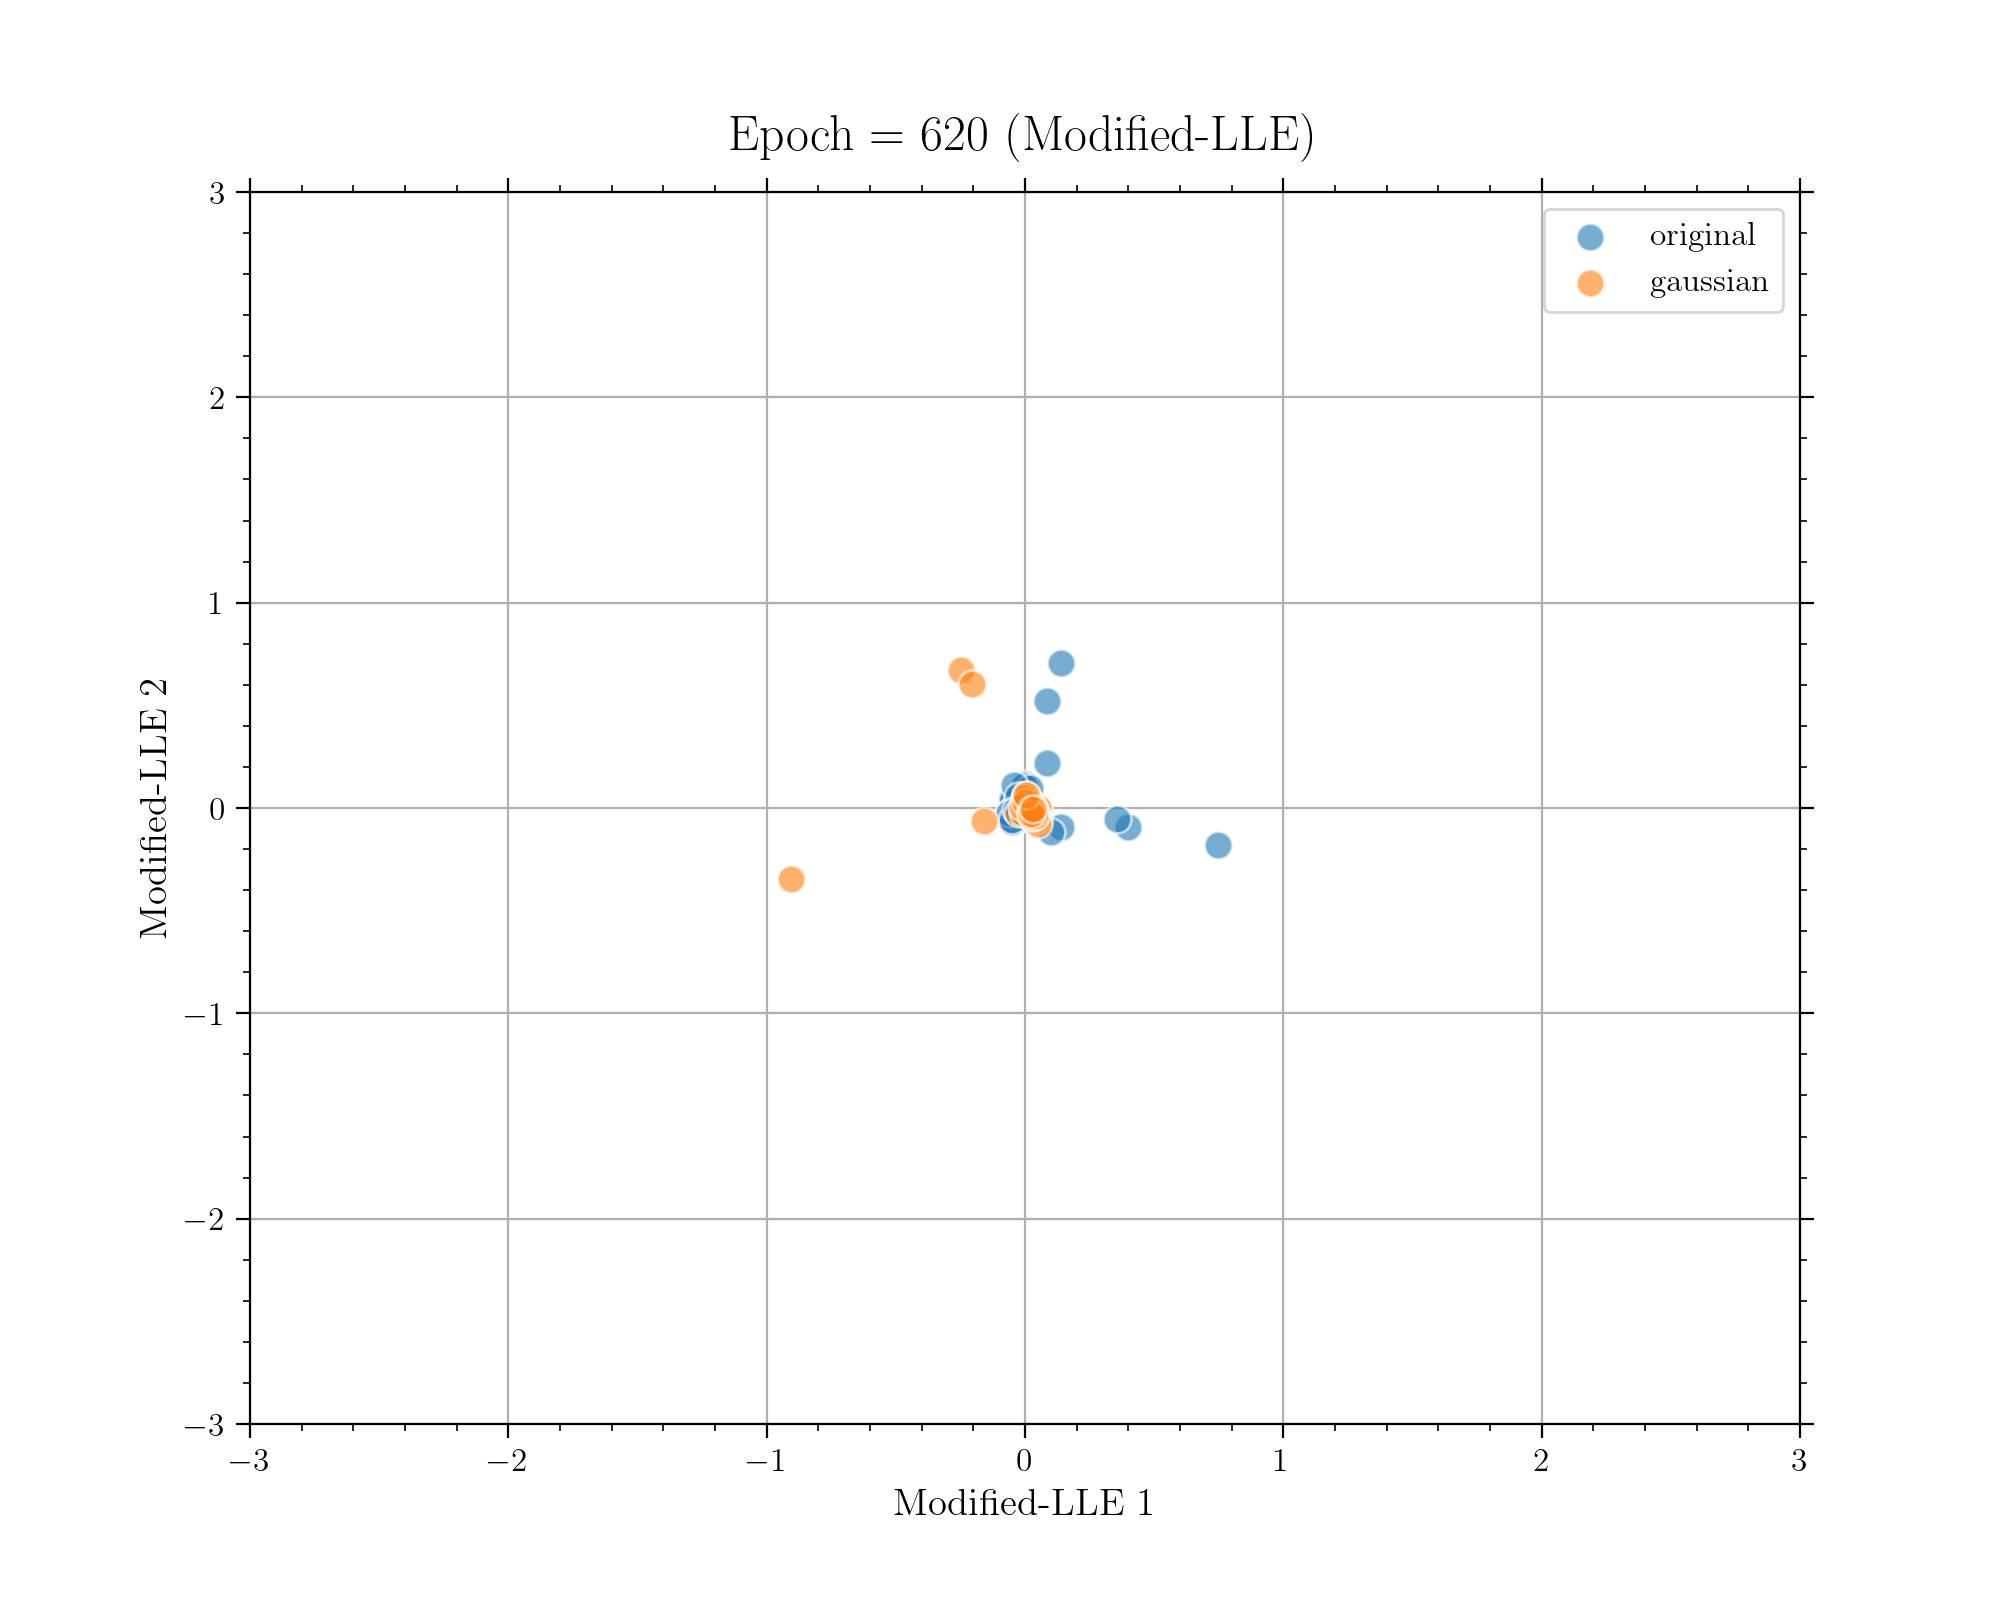 Epoch = 620 (Modified-LLE)
original
gaussian
3
2
1
0
−1
−2
−3
Modified-LLE 2
−3
−2
−1
0
1
2
3
Modified-LLE 1